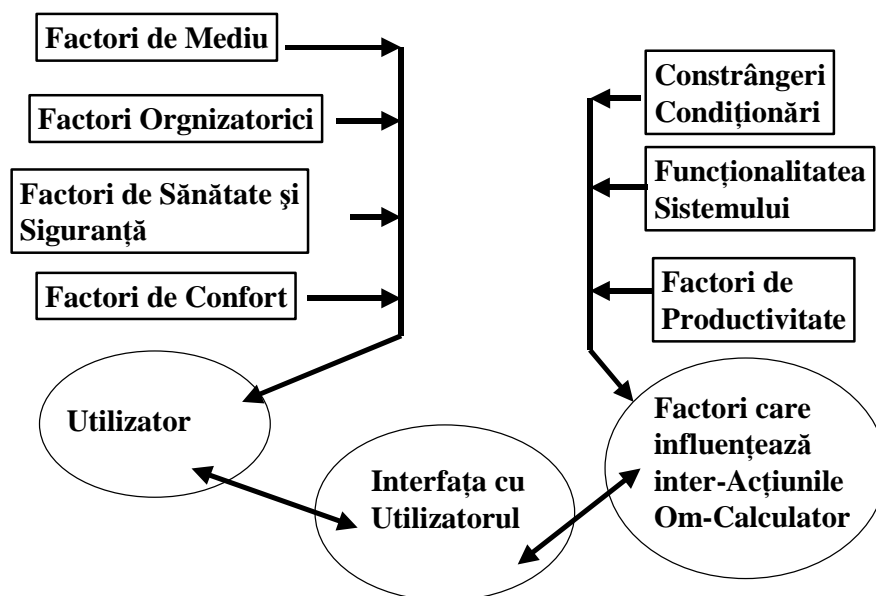 Factori de Mediu
Factori Orgnizatorici
Factori de Sănătate şi
Siguranță
Factori de Confort
Constrângeri
Condiționări
Funcționalitatea
Sistemului
Factori de
Productivitate
Utilizator
Interfața cu
Utilizatorul
Factori care
influențează
inter-Acțiunile
Om-Calculator